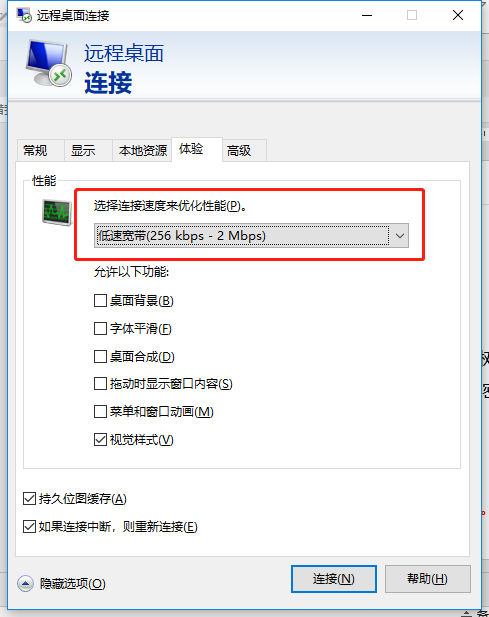 远程桌面连接
远程桌面
连接
常规 显示 本地资源 体验 高级
性能
选择连接速度来优化性能(P)。
低速宽带(256 kbps - 2 Mbps)
允许以下功能:
桌面背景(B)
字体平滑(F)
桌面合成(D)
拖动时显示窗口内容(S)
菜单和窗口动画(M)
视觉样式(V)
持久位图缓存(A)
如果连接中断，则重新连接(E)
隐藏选项(O) 连接(N) 帮助(H)